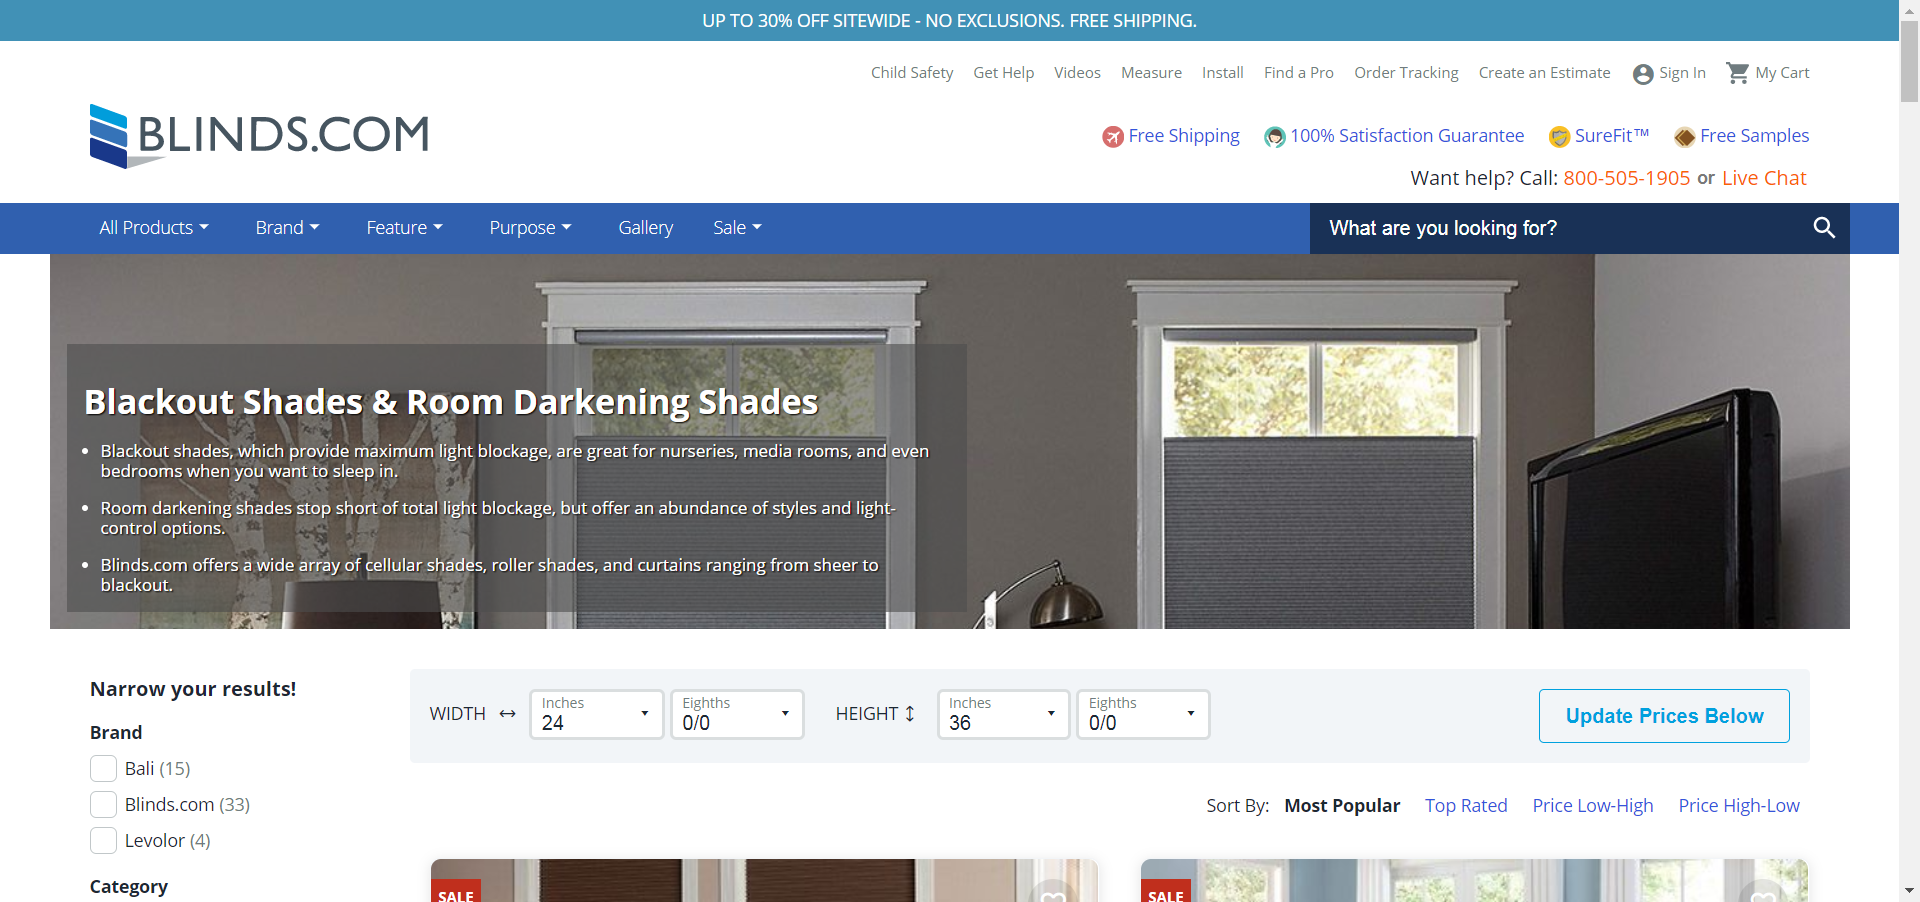 UP TO 30% OFF SITEWIDE - NO EXCLUSIONS. FREE SHIPPING.
Child Safety Get Help Videos Measure Install Find a Pro Order Tracking Create an Estimate Sign In My Cart
BLINDS.COM
Free Shipping 100% Satisfaction Guarantee SureFit™ Free Samples
Want help? Call: 800-505-1905 or Live Chat
All Products Brand Feature Purpose Gallery Sale What are you looking for?
Blackout Shades & Room Darkening Shades
• Blackout shades, which provide maximum light blockage, are great for nurseries, media rooms, and even
bedrooms when you want to sleep in.
• Room darkening shades stop short of total light blockage, but offer an abundance of styles and light-
control options.
• Blinds.com offers a wide array of cellular shades, roller shades, and curtains ranging from sheer to
blackout.
Narrow your results!
Brand
Bali (15)
Blinds.com (33)
Levolor (4)
Category
WIDTH ↔ Inches 24 Eighths 0/0 HEIGHT ↕ Inches 36 Eighths 0/0 Update Prices Below
Sort By: Most Popular Top Rated Price Low-High Price High-Low
SALE SALE